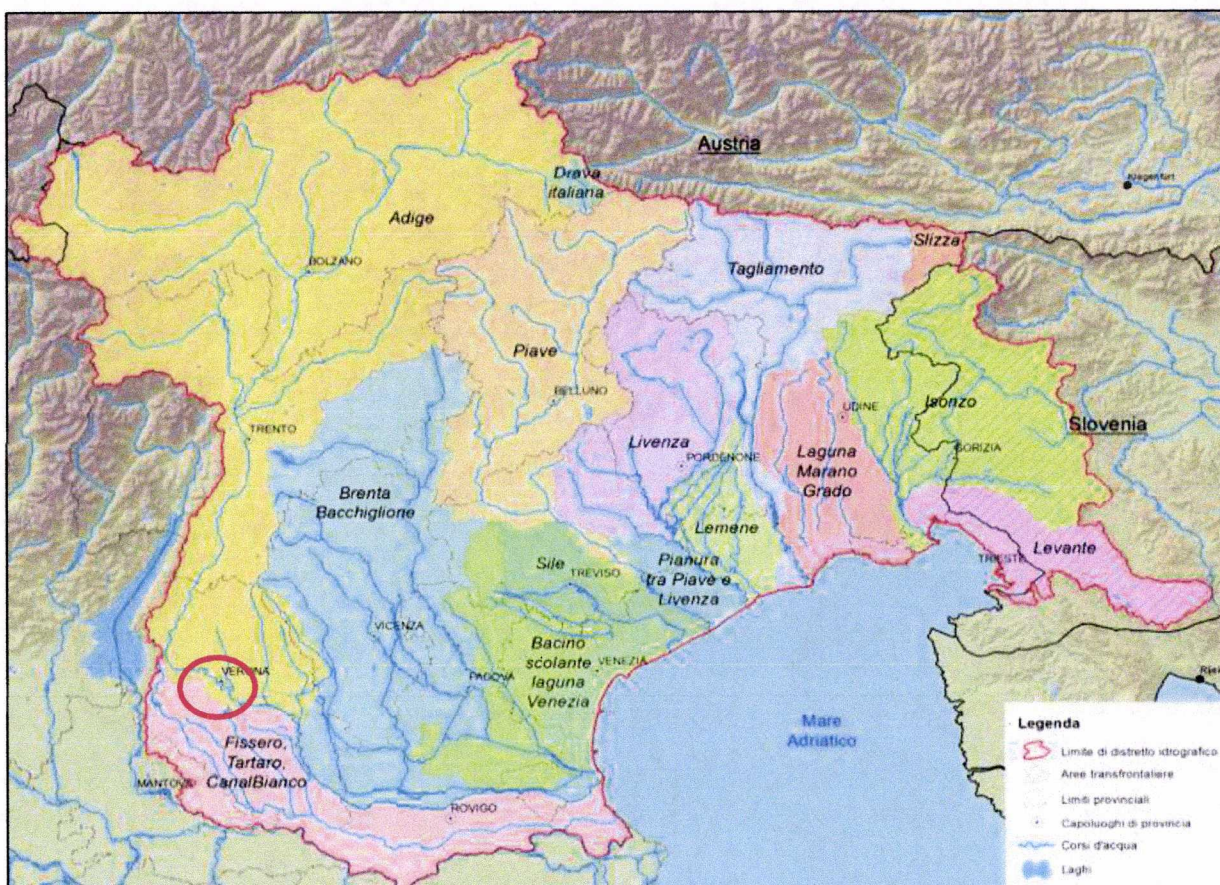 Austria
Klagenfurt
Drava
italiana
Adige
Slizza
Tagliamento
BOLZANO
Piave
BELLUNO
Isonzo
UDINE
Slovenia
TRENTO
Livenza
PORDENONE
Laguna
Marano
Grado
GORIZIA
Brenta
Bacchiglione
Lemene
Levante
TRIESTE
Sile
TREVISO
Pianura
tra Piave e
Livenza
VICENZA
Bacino
scolante
laguna
Venezia
VENEZIA
PADOVA
VERONA
Mare
Adriatico
Fissero,
Tartaro,
CanalBianco
MANTOVA
ROVIGO
Legenda
Limite di distretto idrografico
Aree transfrontaliere
Limiti provinciali
Capoluoghi di provincia
Corsi d'acqua
Laghi